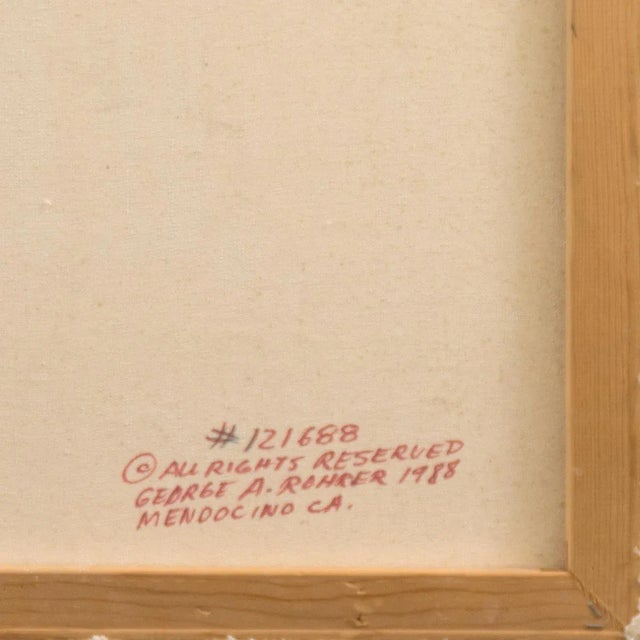 # 121688
© ALL RIGHTS RESERVED
GEORGE A. ROHRER 1988
MENDOCINO CA.